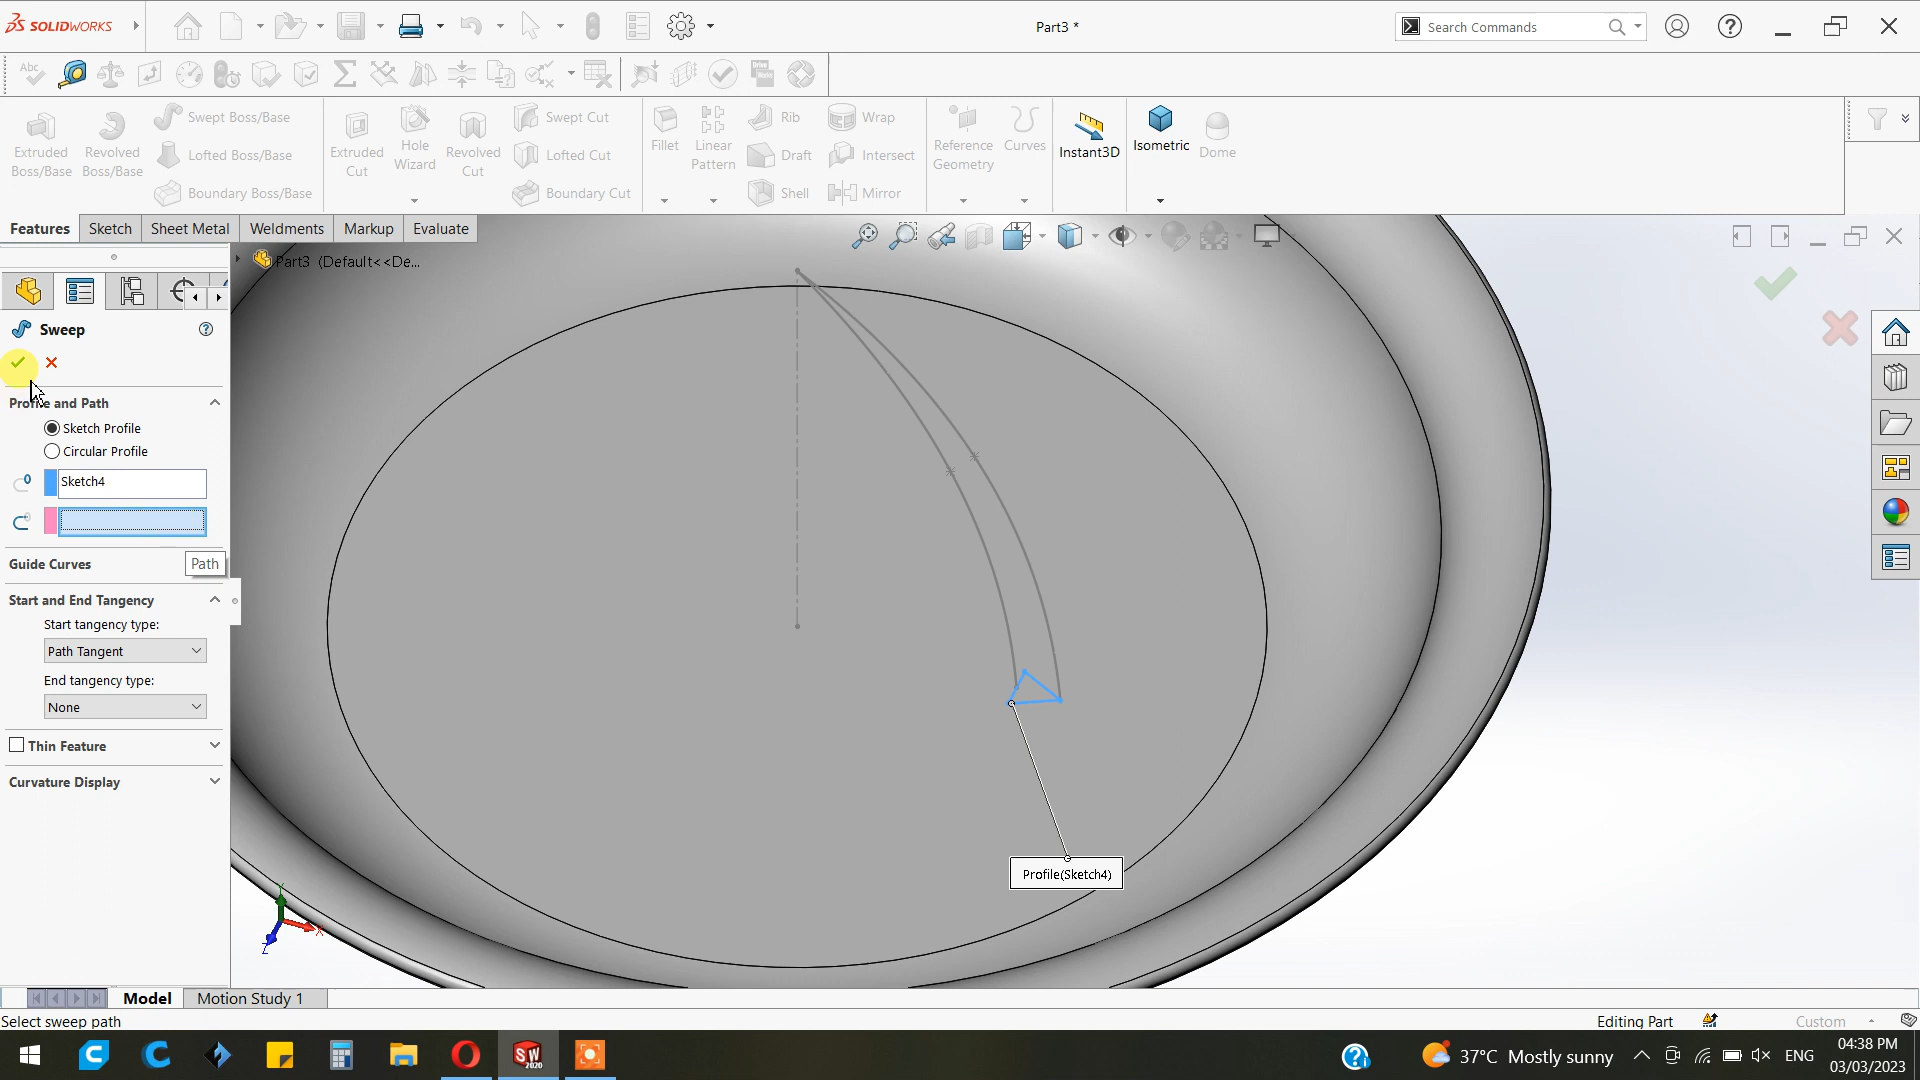 SOLIDWORKS
Part3 *
Search Commands
Abc
Extruded Boss/Base
Revolved Boss/Base
Swept Boss/Base
Lofted Boss/Base
Boundary Boss/Base
Extruded Cut
Hole Wizard
Revolved Cut
Swept Cut
Lofted Cut
Boundary Cut
Fillet
Linear Pattern
Rib
Draft
Shell
Wrap
Intersect
Mirror
Reference Geometry
Curves
Instant3D
Isometric
Dome
Features
Sketch
Sheet Metal
Weldments
Markup
Evaluate
Part3 (Default<<De...
Sweep
Profile and Path
Sketch Profile
Circular Profile
Sketch4
Guide Curves
Path
Start and End Tangency
Start tangency type:
Path Tangent
End tangency type:
None
Thin Feature
Curvature Display
Profile(Sketch4)
Y
X
Z
Model
Motion Study 1
Select sweep path
Editing Part
Custom
SW
2020
37°C Mostly sunny
ENG
04:38 PM
03/03/2023